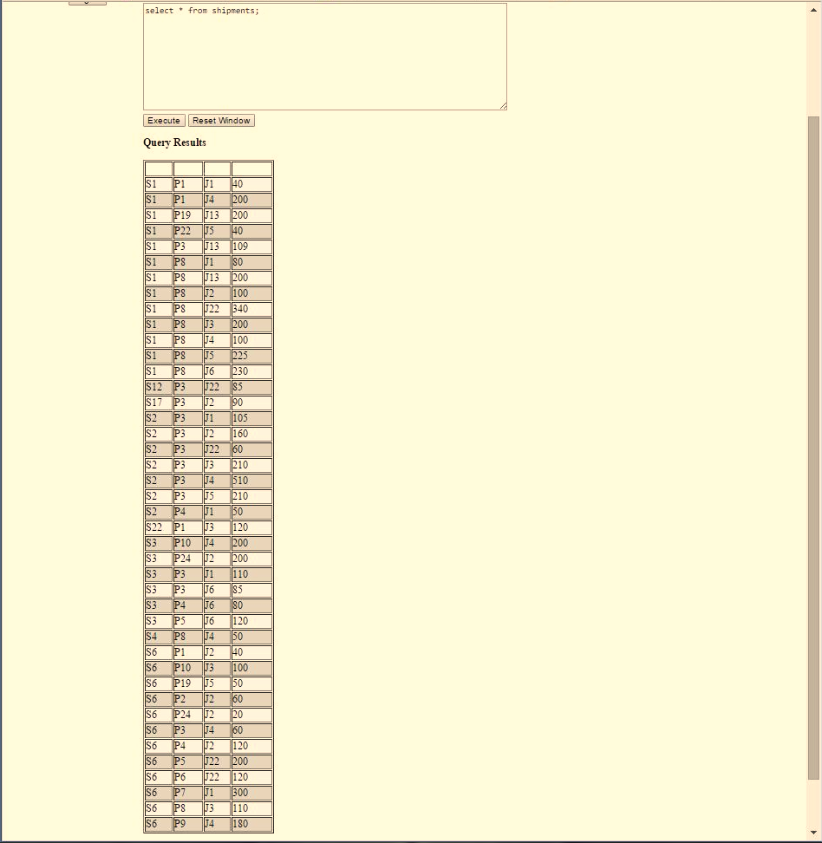 select * from shipments;
Execute Reset Window
Query Results
S1 P1 J1 40
S1 P1 J4 200
S1 P19 J13 200
S1 P22 J5 40
S1 P3 J13 109
S1 P8 J1 80
S1 P8 J13 200
S1 P8 J2 100
S1 P8 J22 340
S1 P8 J3 200
S1 P8 J4 100
S1 P8 J5 225
S1 P8 J6 230
S12 P3 J22 85
S17 P3 J2 90
S2 P3 J1 105
S2 P3 J2 160
S2 P3 J22 60
S2 P3 J3 210
S2 P3 J4 510
S2 P3 J5 210
S2 P4 J1 50
S22 P1 J3 120
S3 P10 J4 200
S3 P24 J2 200
S3 P3 J1 110
S3 P3 J6 85
S3 P4 J6 80
S3 P5 J6 120
S4 P8 J4 50
S6 P1 J2 40
S6 P10 J3 100
S6 P19 J5 50
S6 P2 J2 60
S6 P24 J2 20
S6 P3 J4 60
S6 P4 J2 120
S6 P5 J22 200
S6 P6 J22 120
S6 P7 J1 300
S6 P8 J3 110
S6 P9 J4 180